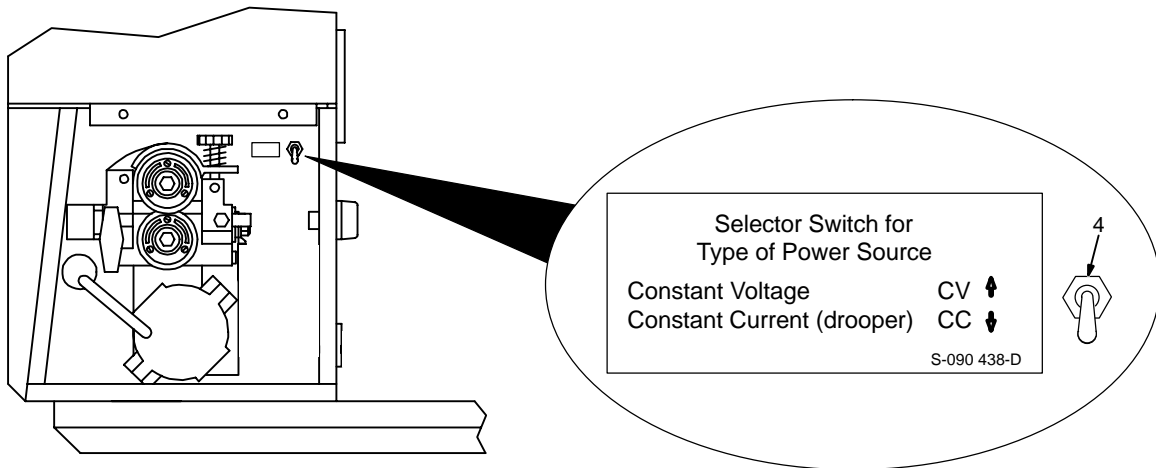 Selector Switch for
Type of Power Source
Constant Voltage CV
Constant Current (drooper) CC
S-090 438-D
4